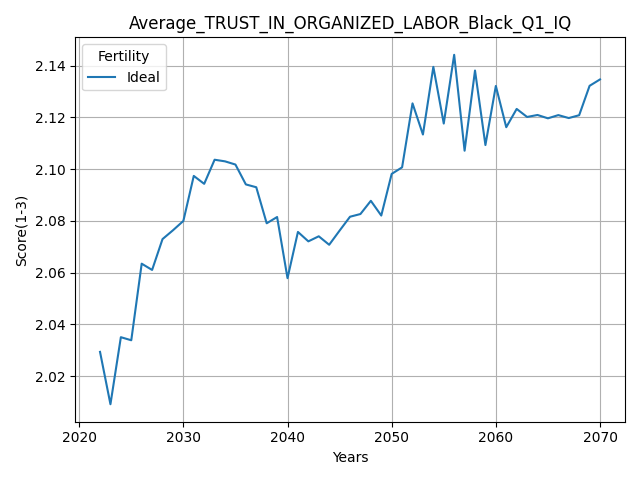 Average_TRUST_IN_ORGANIZED_LABOR_Black_Q1_IQ
Fertility
Ideal
Score(1-3)
2.14
2.12
2.10
2.08
2.06
2.04
2.02
2020 2030 2040 2050 2060 2070
Years